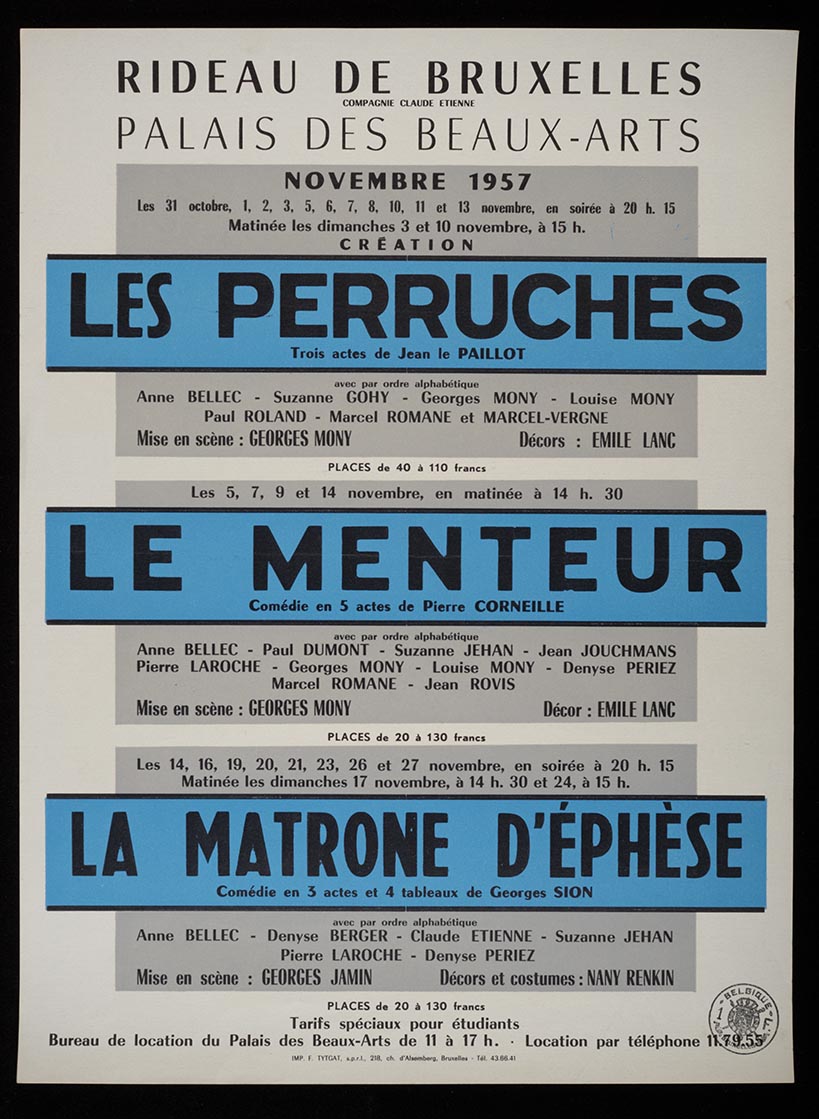 RIDEAU DE BRUXELLES
COMPAGNIE CLAUDE ETIENNE
PALAIS DES BEAUX-ARTS
NOVEMBRE 1957
Les 31 octobre, 1, 2, 3, 5, 6, 7, 8, 10, 11 et 13 novembre, en soirée à 20 h. 15
Matinée les dimanches 3 et 10 novembre, à 15 h.
CRÉATION
LES PERRUCHES
Trois actes de Jean le PAILLOT
avec par ordre alphabétique
Anne BELLEC - Suzanne GOHY - Georges MONY - Louise MONY
Paul ROLAND - Marcel ROMANE et MARCEL-VERGNE
Mise en scène : GEORGES MONY Décors : EMILE LANC
PLACES de 40 à 110 francs
Les 5, 7, 9 et 14 novembre, en matinée à 14 h. 30
LE MENTEUR
Comédie en 5 actes de Pierre CORNEILLE
avec par ordre alphabétique
Anne BELLEC - Paul DUMONT - Suzanne JEHAN - Jean JOUCHMANS
Pierre LAROCHE - Georges MONY - Louise MONY - Denyse PERIEZ
Marcel ROMANE - Jean ROVIS
Mise en scène : GEORGES MONY Décor : EMILE LANC
PLACES de 20 à 130 francs
Les 14, 16, 19, 20, 21, 23, 26 et 27 novembre, en soirée à 20 h. 15
Matinée les dimanches 17 novembre, à 14 h. 30 et 24, à 15 h.
LA MATRONE D'ÉPHÈSE
Comédie en 3 actes et 4 tableaux de Georges SION
avec par ordre alphabétique
Anne BELLEC - Denyse BERGER - Claude ETIENNE - Suzanne JEHAN
Pierre LAROCHE - Denyse PERIEZ
Mise en scène : GEORGES JAMIN Décors et costumes : NANY RENKIN
PLACES de 20 à 130 francs
Tarifs spéciaux pour étudiants
Bureau de location du Palais des Beaux-Arts de 11 à 17 h. · Location par téléphone 11.79.55
IMP. F. TYTGAT, s.p.r.l., 218, ch. d'Alsemberg, Bruxelles - Tél. 43.86.41
BELGIQUE
1 F.